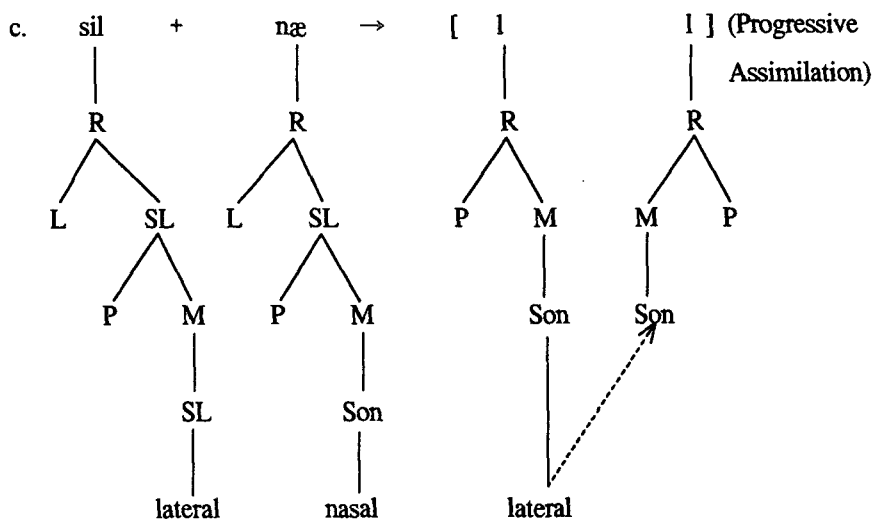 c. sil + næ → [ l l ] (Progressive
Assimilation)
R R R R
L SL L SL P M M P
P M P M Son Son
SL Son
lateral nasal lateral